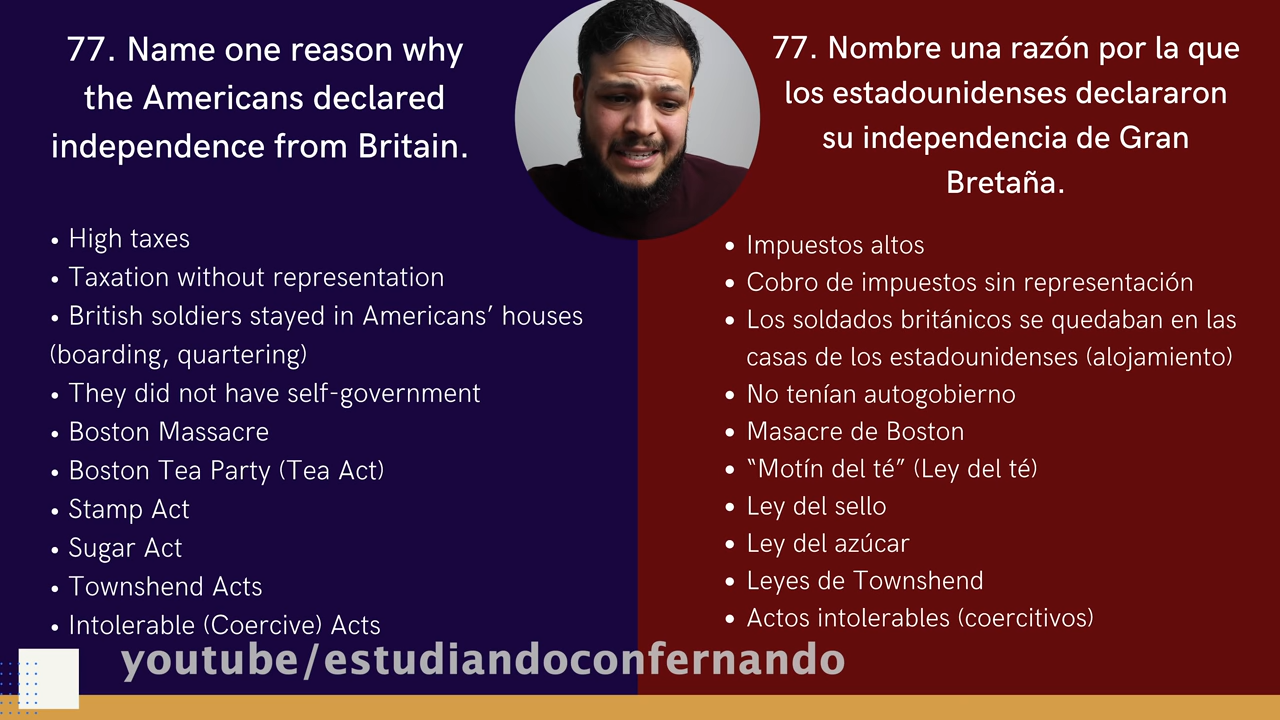 77. Name one reason why
the Americans declared
independence from Britain.
• High taxes
• Taxation without representation
• British soldiers stayed in Americans’ houses
(boarding, quartering)
• They did not have self-government
• Boston Massacre
• Boston Tea Party (Tea Act)
• Stamp Act
• Sugar Act
• Townshend Acts
• Intolerable (Coercive) Acts
77. Nombre una razón por la que
los estadounidenses declararon
su independencia de Gran
Bretaña.
• Impuestos altos
• Cobro de impuestos sin representación
• Los soldados británicos se quedaban en las
casas de los estadounidenses (alojamiento)
• No tenían autogobierno
• Masacre de Boston
• “Motín del té” (Ley del té)
• Ley del sello
• Ley del azúcar
• Leyes de Townshend
• Actos intolerables (coercitivos)
youtube/estudiandoconfernando